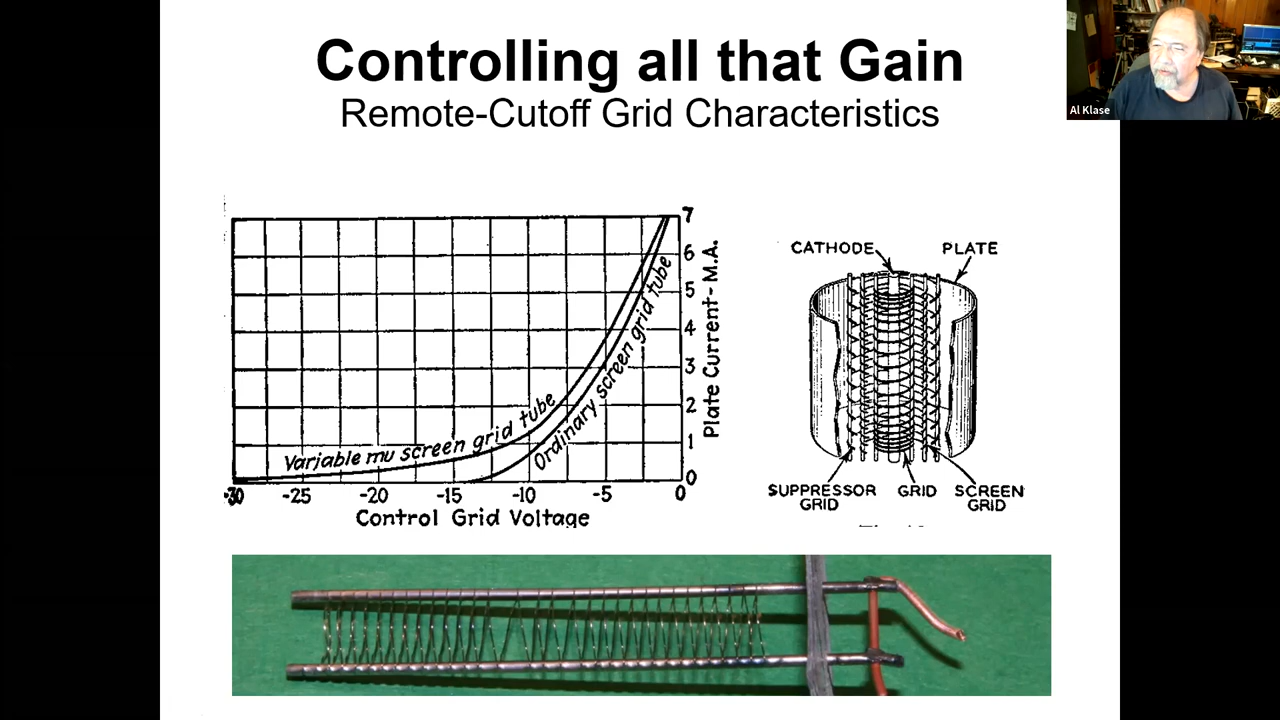 Controlling all that Gain
Remote-Cutoff Grid Characteristics
Al Klase
7
6
5
4
3
2
1
0
Plate Current - M.A.
Variable mu screen grid tube
Ordinary screen grid tube
-30 -25 -20 -15 -10 -5 0
Control Grid Voltage
CATHODE PLATE
SUPPRESSOR GRID SCREEN
GRID GRID